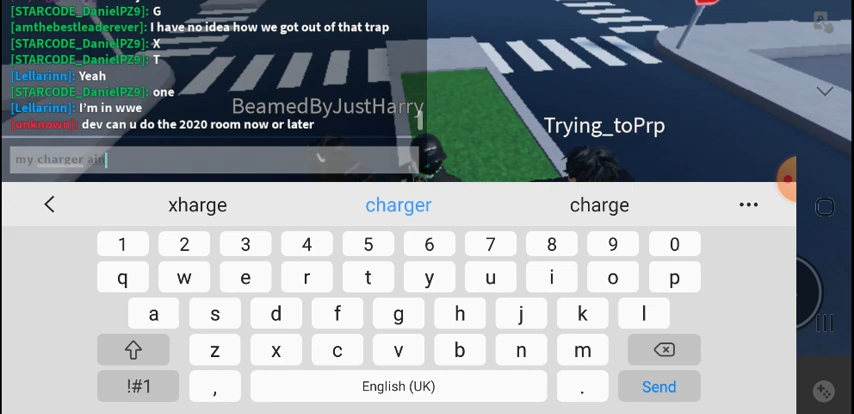 [STARCODE_DanielPZ9]: G
[amthebestleaderever]: I have no idea how we got out of that trap
[STARCODE_DanielPZ9]: X
[STARCODE_DanielPZ9]: T
[Lellarinn]: Yeah
[STARCODE_DanielPZ9]: one
[Lellarinn]: I'm in wwe
[unknown]: dev can u do the 2020 room now or later
BeamedByJustHarry
Trying_toPrp
my charger ain
xharge charger charge
1 2 3 4 5 6 7 8 9 0
q w e r t y u i o p
a s d f g h j k l
z x c v b n m
!#1 , English (UK) . Send